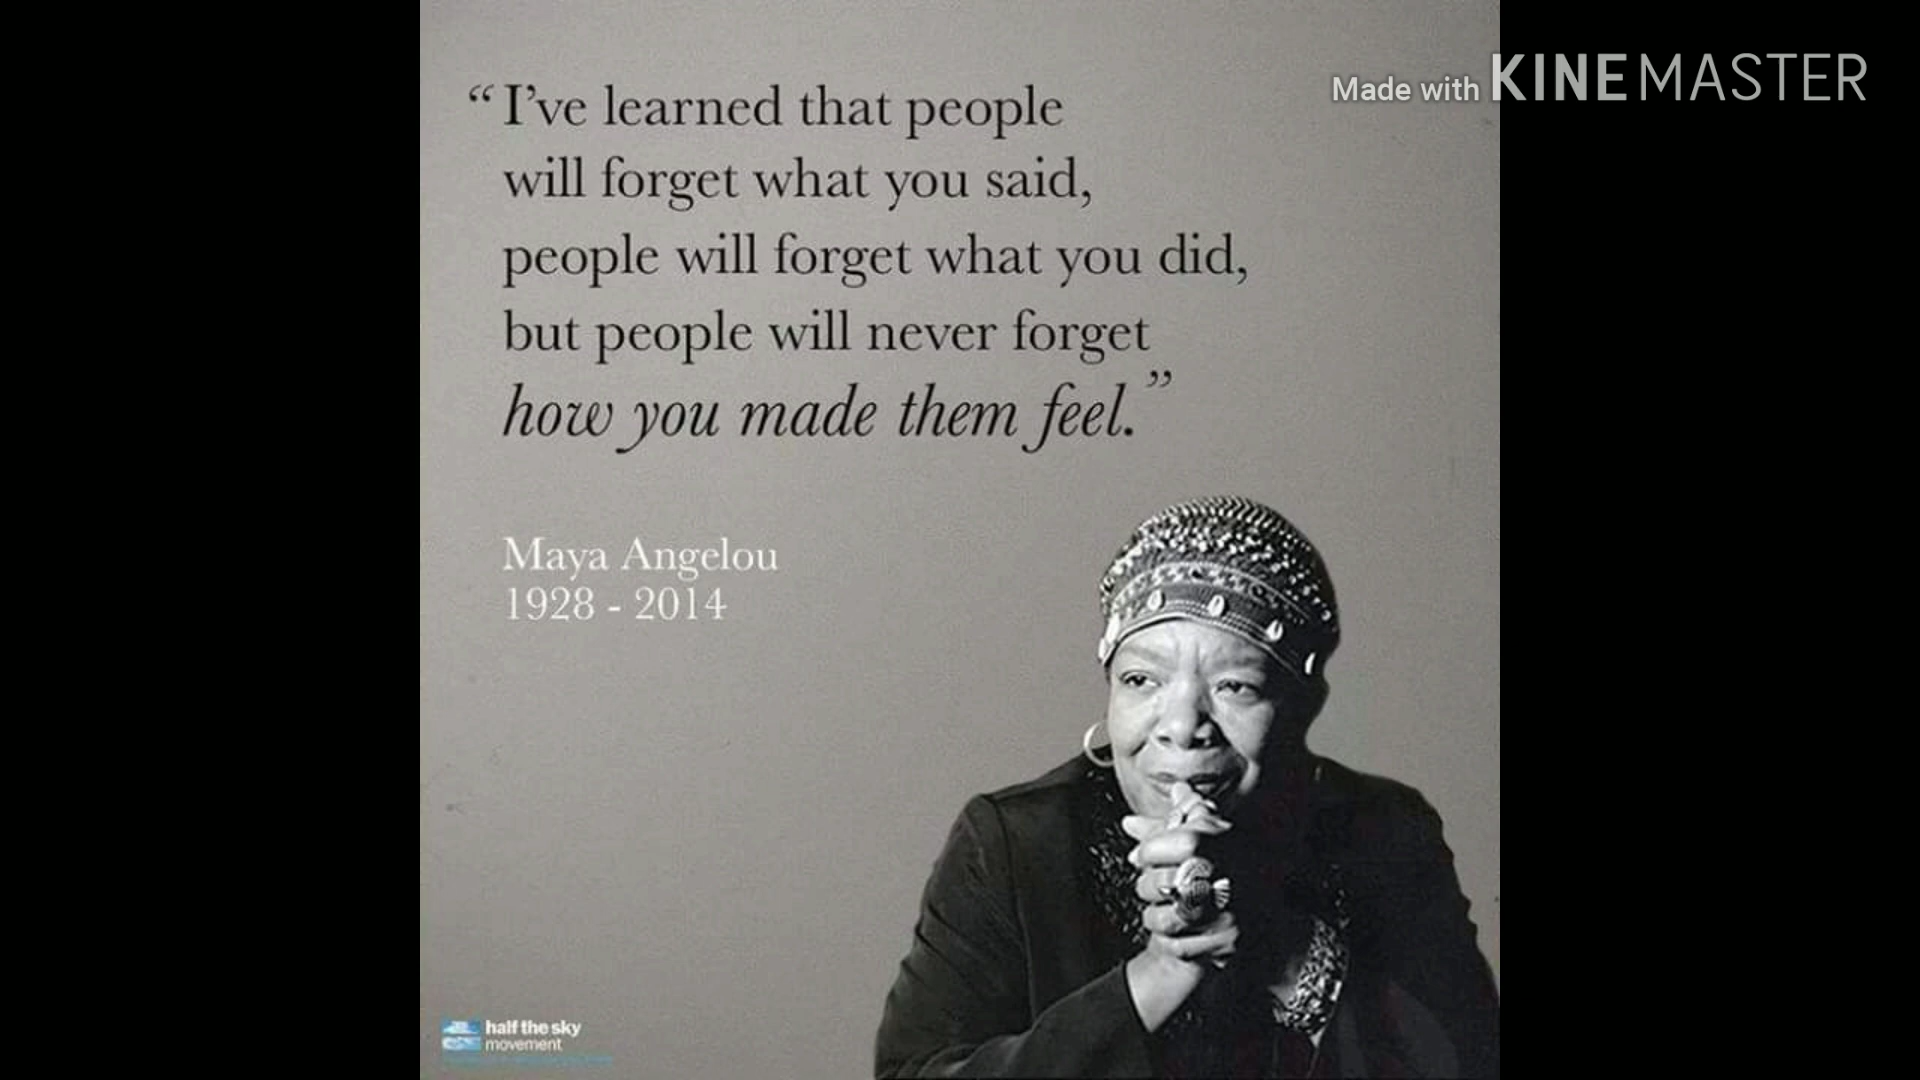 Made with KINEMASTER
“I’ve learned that people
will forget what you said,
people will forget what you did,
but people will never forget
how you made them feel.”
Maya Angelou
1928 - 2014
half the sky
movement